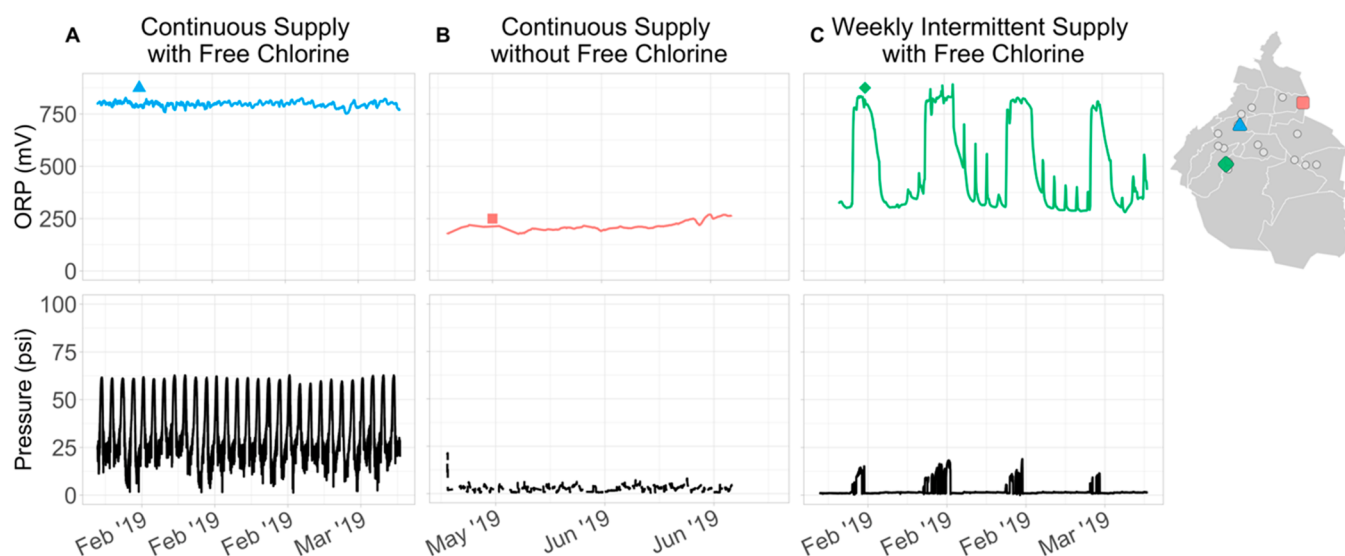 A Continuous Supply
with Free Chlorine
B Continuous Supply
without Free Chlorine
C Weekly Intermittent Supply
with Free Chlorine
ORP (mV)
750
500
250
0
Pressure (psi)
100
75
50
25
0
Feb '19 Feb '19 Feb '19 Mar '19
May '19 Jun '19 Jun '19
Feb '19 Feb '19 Feb '19 Mar '19